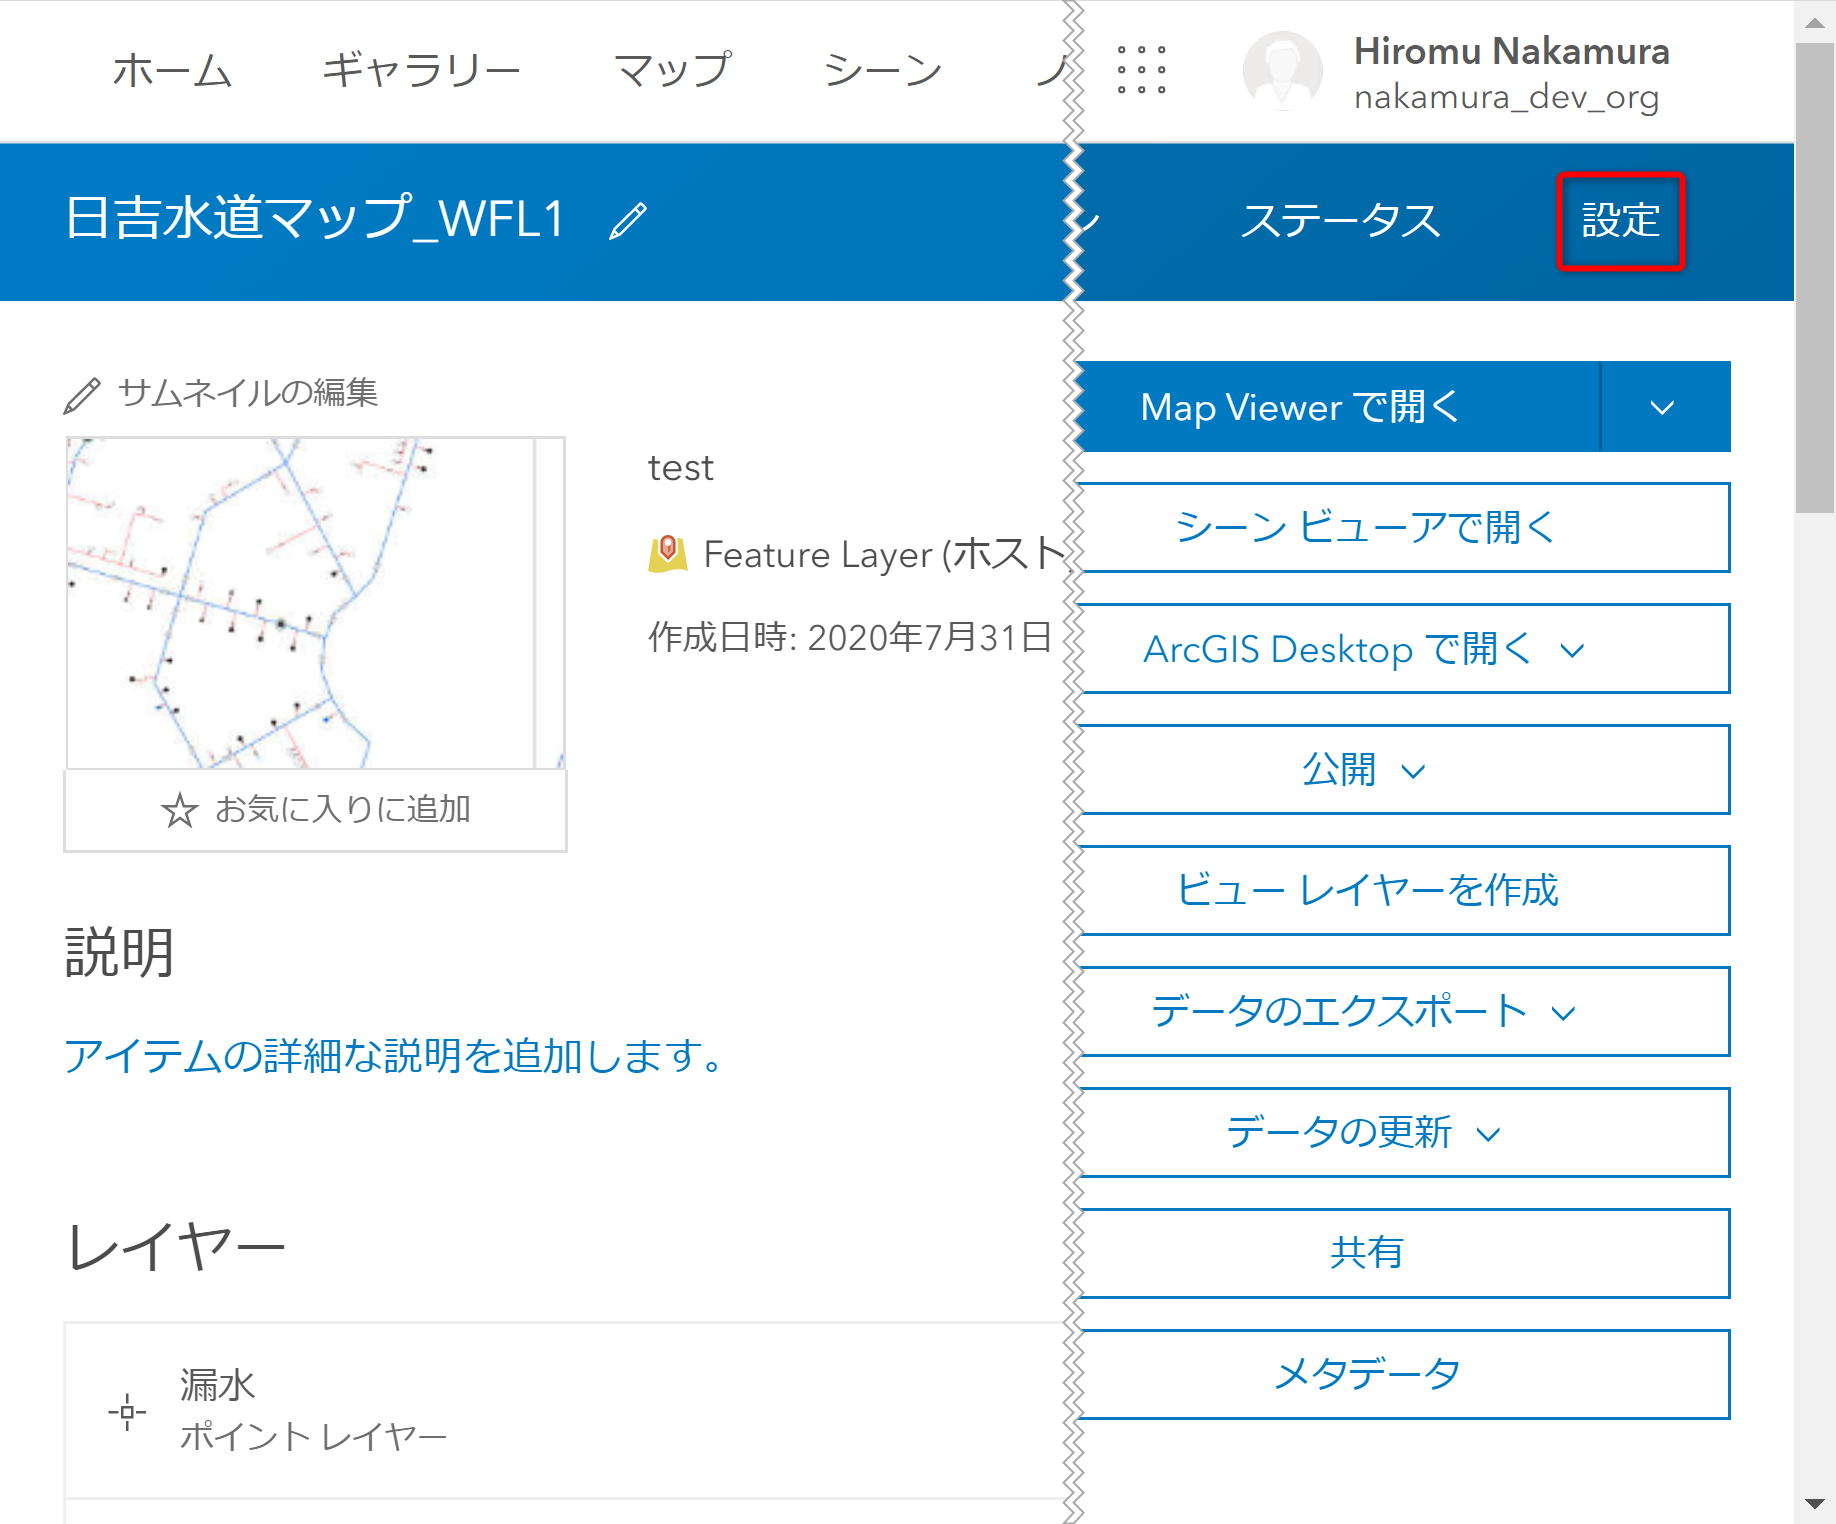 ホーム ギャラリー マップ シーン ノ
Hiromu Nakamura
nakamura_dev_org
日吉水道マップ_WFL1
ステータス 設定
サムネイルの編集
test
Feature Layer (ホスト
作成日時: 2020年7月31日
お気に入りに追加
説明
アイテムの詳細な説明を追加します。
レイヤー
漏水
ポイント レイヤー
Map Viewer で開く
シーン ビューアで開く
ArcGIS Desktop で開く
公開
ビュー レイヤーを作成
データのエクスポート
データの更新
共有
メタデータ